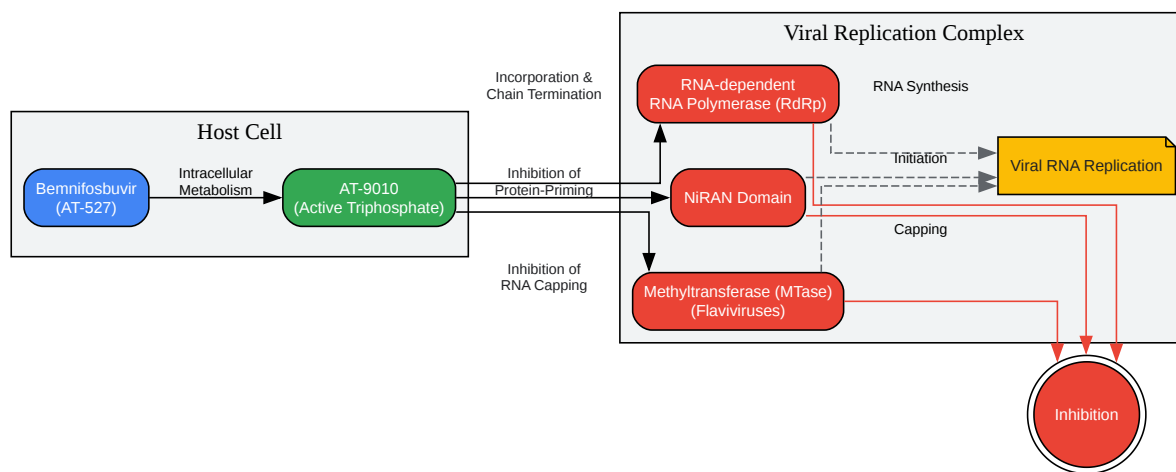 Viral Replication Complex
Incorporation &
Chain Termination
RNA-dependent
RNA Polymerase (RdRp)
RNA Synthesis
Host Cell
Bemnifosbuvir
(AT-527)
Intracellular
Metabolism
AT-9010
(Active Triphosphate)
Inhibition of
Protein-Priming
NiRAN Domain
Initiation
Viral RNA Replication
Capping
Inhibition of
RNA Capping
Methyltransferase (MTase)
(Flaviviruses)
Inhibition